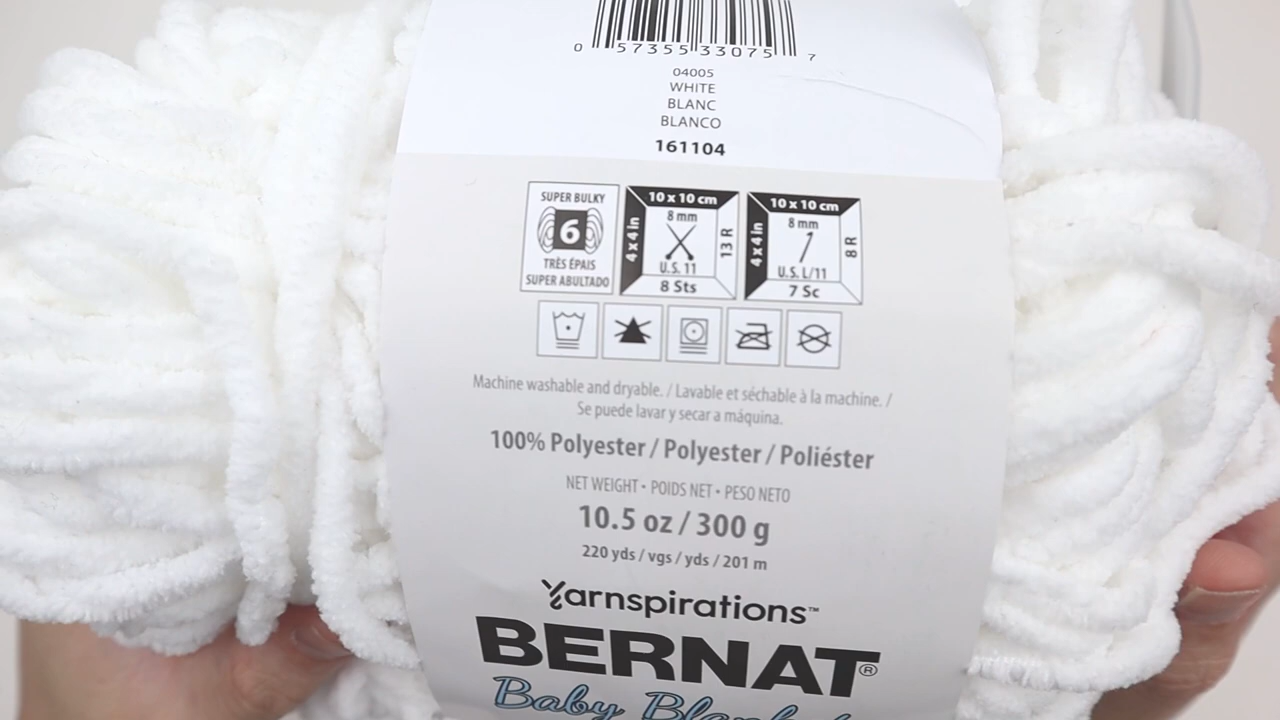 0 57355 33075 7
04005
WHITE
BLANC
BLANCO
161104
SUPER BULKY
6
TRÈS ÉPAIS
SUPER ABULTADO
10 x 10 cm
4 x 4 in
8 mm
13 R
U.S. 11
8 Sts
10 x 10 cm
4 x 4 in
8 mm
8 R
U.S. L/11
7 Sc
Machine washable and dryable. / Lavable et séchable à la machine. /
Se puede lavar y secar a máquina.
100% Polyester / Polyester / Poliéster
NET WEIGHT • POIDS NET • PESO NETO
10.5 oz / 300 g
220 yds / vgs / yds / 201 m
Yarnspirations™
BERNAT®
Baby Blanket